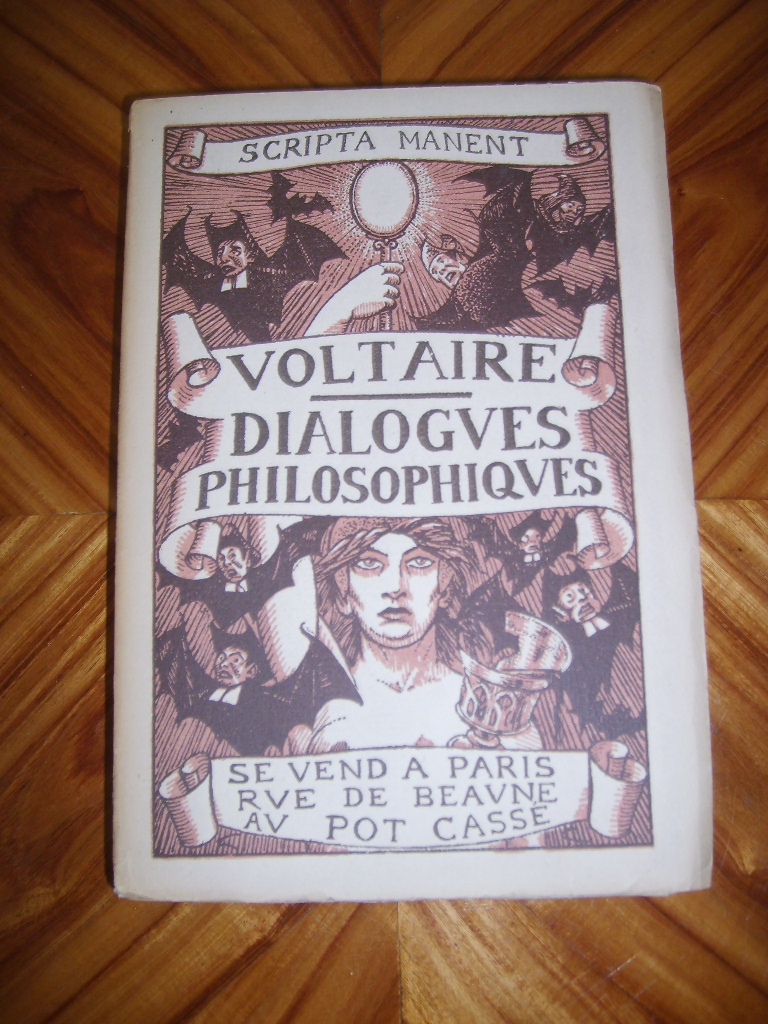 SCRIPTA MANENT
VOLTAIRE
DIALOGVES
PHILOSOPHIQVES
SE VEND A PARIS
RVE DE BEAVNE
AV POT CASSÉ